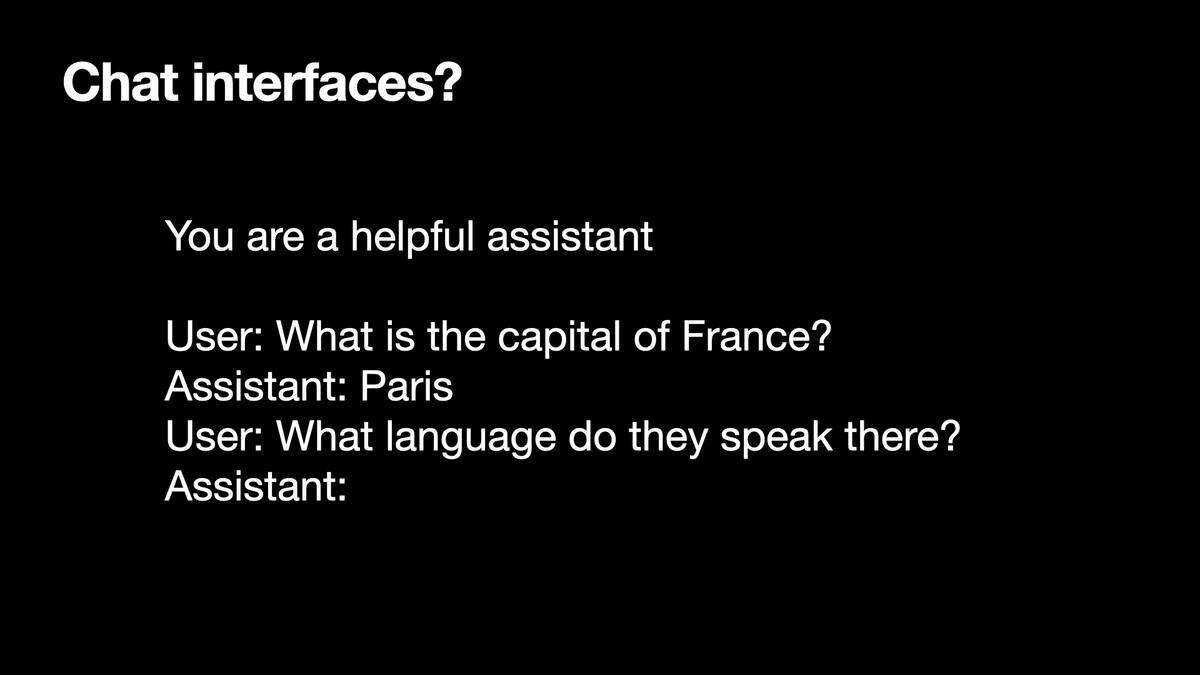 Chat interfaces?
You are a helpful assistant
User: What is the capital of France?
Assistant: Paris
User: What language do they speak there?
Assistant: